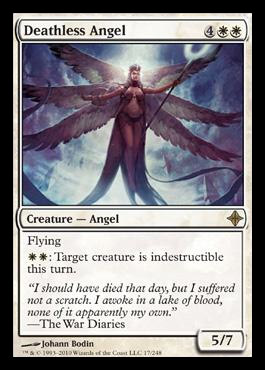 Deathless Angel 4
Creature — Angel
Flying
: Target creature is indestructible
this turn.
“I should have died that day, but I suffered
not a scratch. I awoke in a lake of blood,
none of it apparently my own.”
—The War Diaries
Johann Bodin
™ & © 1993–2010 Wizards of the Coast LLC 17/248
5/7